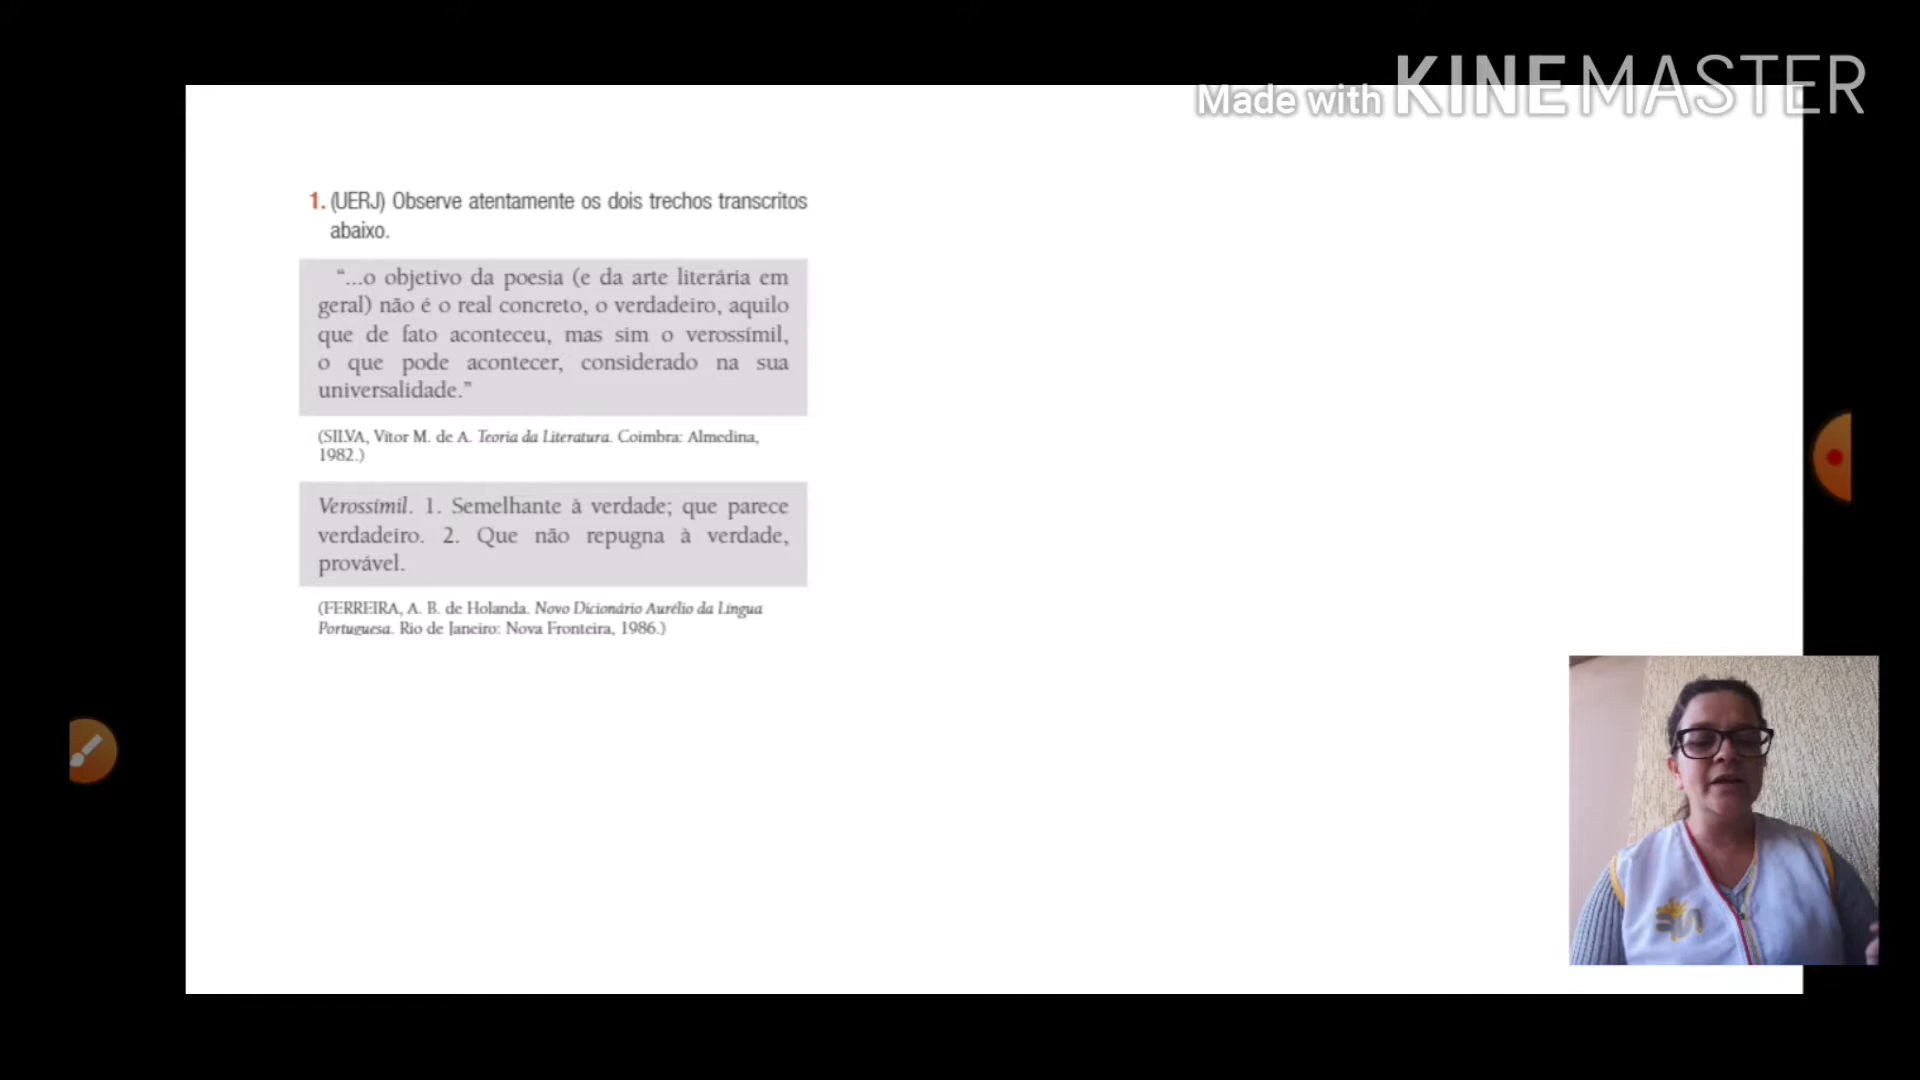 Made with KINEMASTER
1. (UERJ) Observe atentamente os dois trechos transcritos
abaixo.
“...o objetivo da poesia (e da arte literária em
geral) não é o real concreto, o verdadeiro, aquilo
que de fato aconteceu, mas sim o verossímil,
o que pode acontecer, considerado na sua
universalidade.”
(SILVA, Vítor M. de A. Teoria da Literatura. Coimbra: Almedina,
1982.)
Verossímil. 1. Semelhante à verdade; que parece
verdadeiro. 2. Que não repugna à verdade,
provável.
(FERREIRA, A. B. de Holanda. Novo Dicionário Aurélio da Língua
Portuguesa. Rio de Janeiro: Nova Fronteira, 1986.)